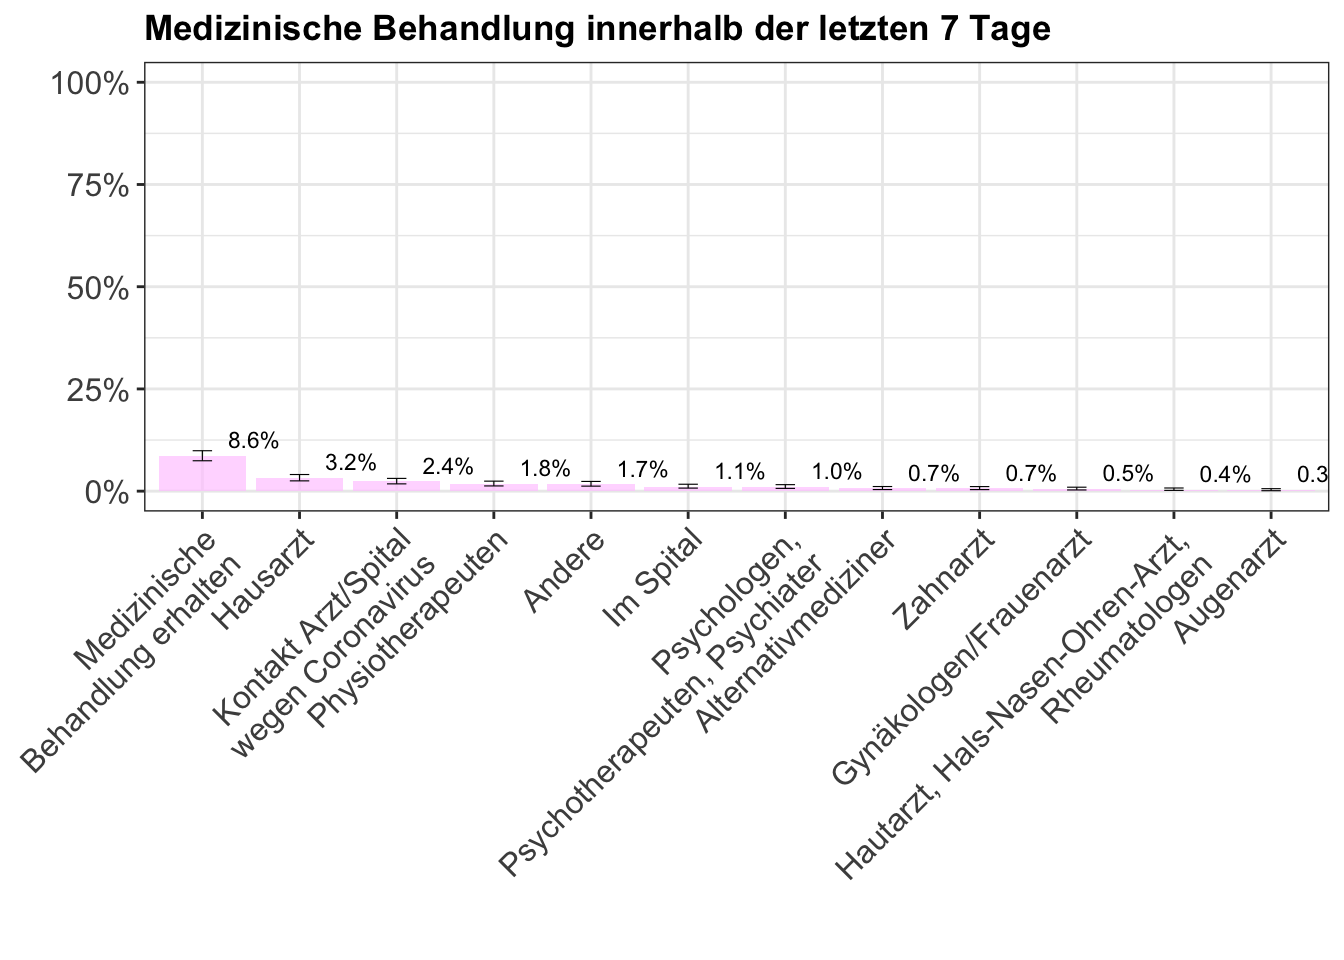 Medizinische Behandlung innerhalb der letzten 7 Tage
100%
75%
50%
25%
0%
8.6%
3.2%
2.4%
1.8%
1.7%
1.1%
1.0%
0.7%
0.7%
0.5%
0.4%
0.3
Medizinische
Behandlung erhalten
Hausarzt
Kontakt Arzt/Spital
wegen Coronavirus
Physiotherapeuten
Andere
Im Spital
Psychologen,
Psychotherapeuten, Psychiater
Alternativmediziner
Zahnarzt
Gynäkologen/Frauenarzt
Hautarzt, Hals-Nasen-Ohren-Arzt,
Rheumatologen
Augenarzt